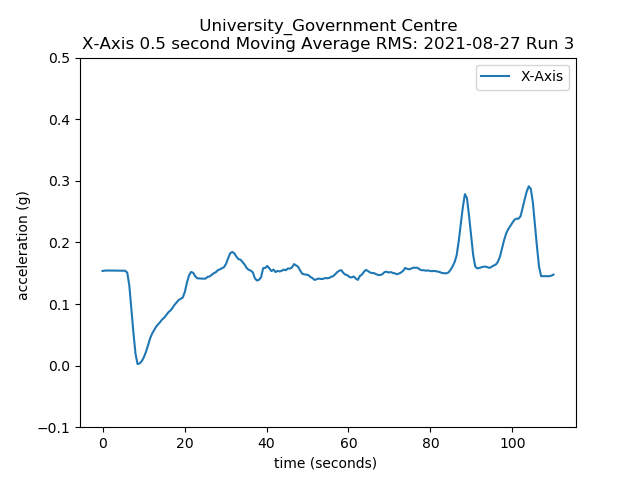 University_Government Centre
X-Axis 0.5 second Moving Average RMS: 2021-08-27 Run 3
X-Axis
0.5
0.4
0.3
0.2
0.1
0.0
−0.1
acceleration (g)
0 20 40 60 80 100
time (seconds)